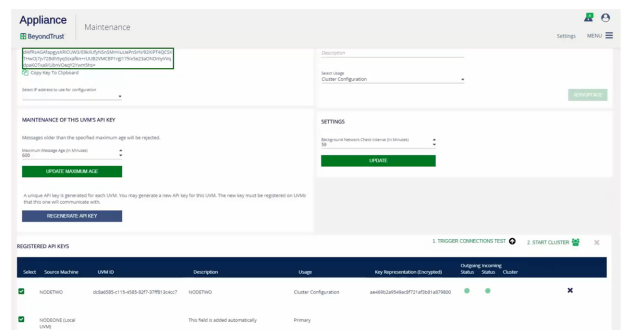 Appliance
BeyondTrust
Maintenance
Settings
MENU
Copy Key To Clipboard
Select IP address to use for configuration
Description
Select Usage
Cluster Configuration
MAINTENANCE OF THIS UVM'S API KEY
Messages older than the specified maximum age will be rejected.
Maximum Message Age (In Minutes)
600
UPDATE MAXIMUM AGE
A unique API key is generated for each UVM. You may generate a new API key for this UVM. The new key must be registered on UVMs
that this one will communicate with.
REGENERATE API KEY
SETTINGS
Background Network Check Interval (In Minutes)
UPDATE
REGISTERED API KEYS
1. TRIGGER CONNECTIONS TEST
2. START CLUSTER
Select Source Machine UVM ID Description Usage Key Representation (Encrypted) Outgoing Status Incoming Status Cluster
NODETWO NODETWO Cluster Configuration
NODEONE (Local UVM) This field is added automatically Primary